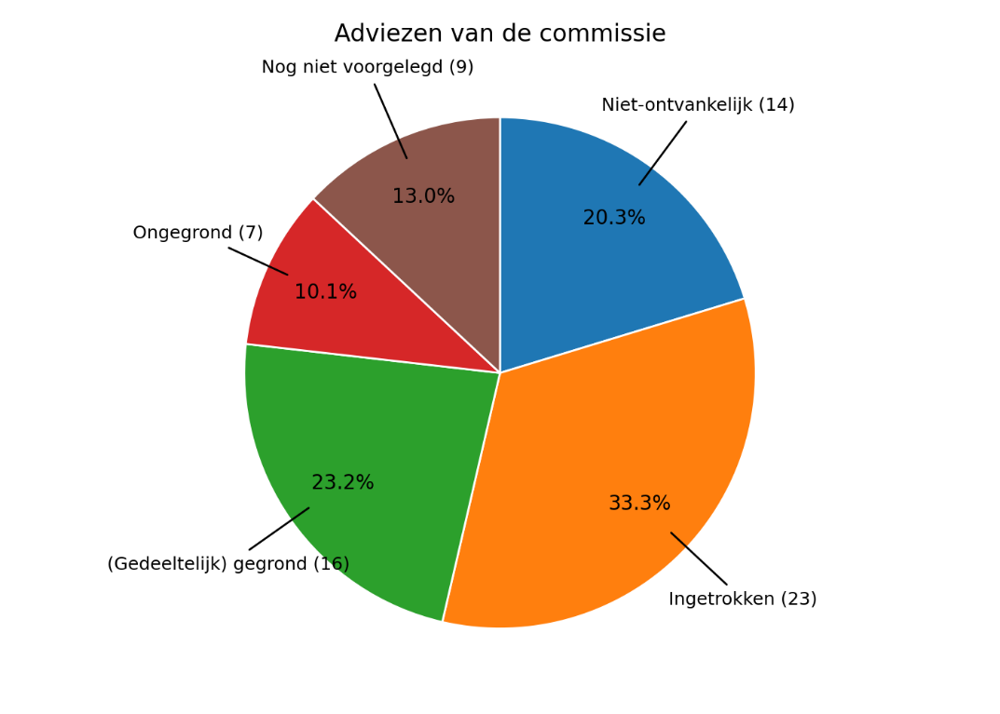 Adviezen van de commissie
Nog niet voorgelegd (9)
Niet-ontvankelijk (14)
13.0%
20.3%
Ongegrond (7)
10.1%
23.2%
33.3%
(Gedeeltelijk) gegrond (16)
Ingetrokken (23)